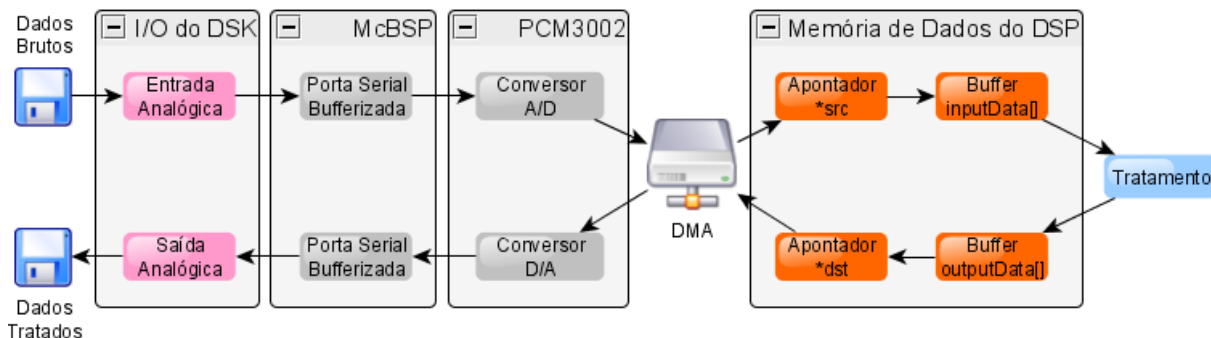 Dados
Brutos
I/O do DSK
McBSP
PCM3002
Memória de Dados do DSP
Entrada
Analógica
Porta Serial
Bufferizada
Conversor
A/D
Apontador
*src
Buffer
inputData[]
DMA
Tratamento
Saída
Analógica
Porta Serial
Bufferizada
Conversor
D/A
Apontador
*dst
Buffer
outputData[]
Dados
Tratados